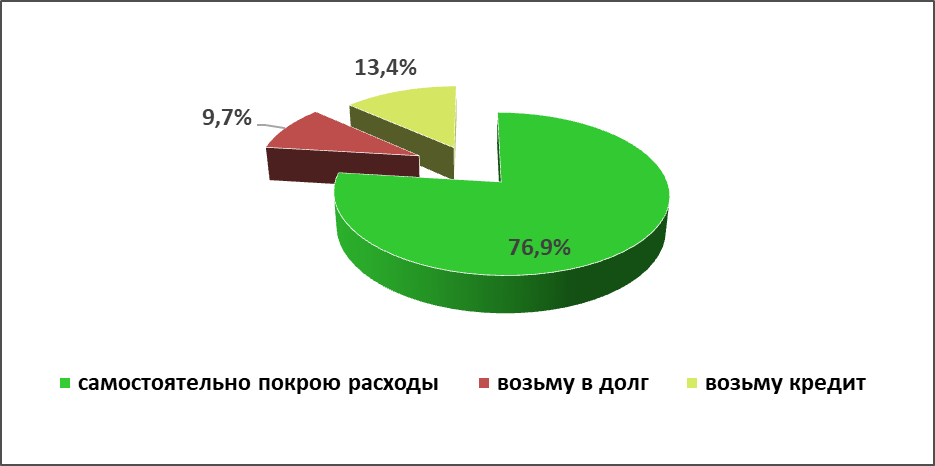 13,4%
9,7%
76,9%
самостоятельно покрою расходы возьму в долг возьму кредит